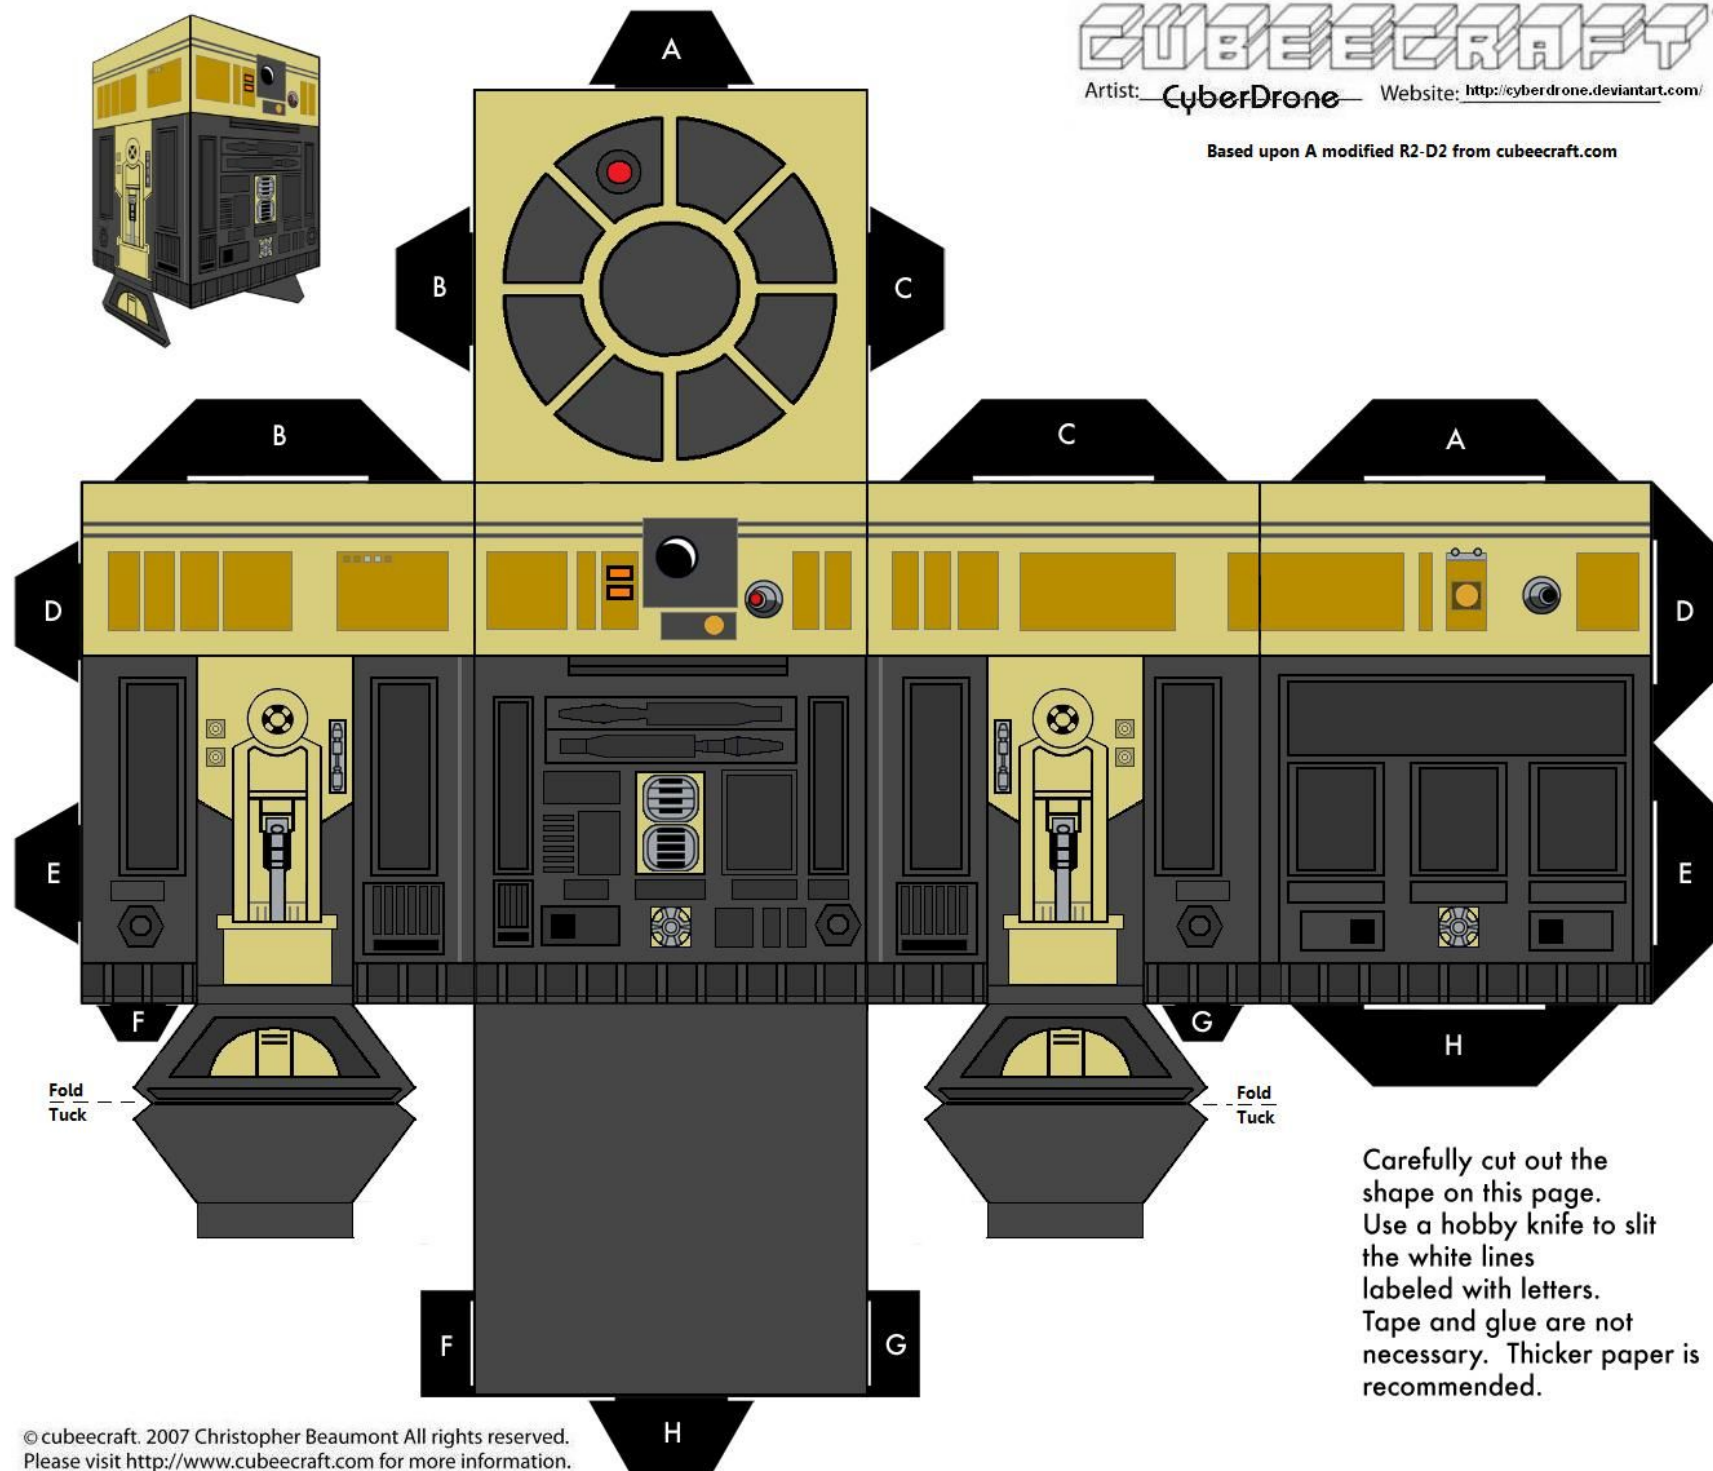 CUBEECRAFT
Artist: CyberDrone Website: http://cyberdrone.deviantart.com/
Based upon A modified R2-D2 from cubeecraft.com
A
B
C
B
C
A
D
D
E
E
F
G
H
Fold
Tuck
Fold
Tuck
Carefully cut out the
shape on this page.
Use a hobby knife to slit
the white lines
labeled with letters.
Tape and glue are not
necessary. Thicker paper is
recommended.
F
G
H
© cubeecraft. 2007 Christopher Beaumont All rights reserved.
Please visit http://www.cubeecraft.com for more information.